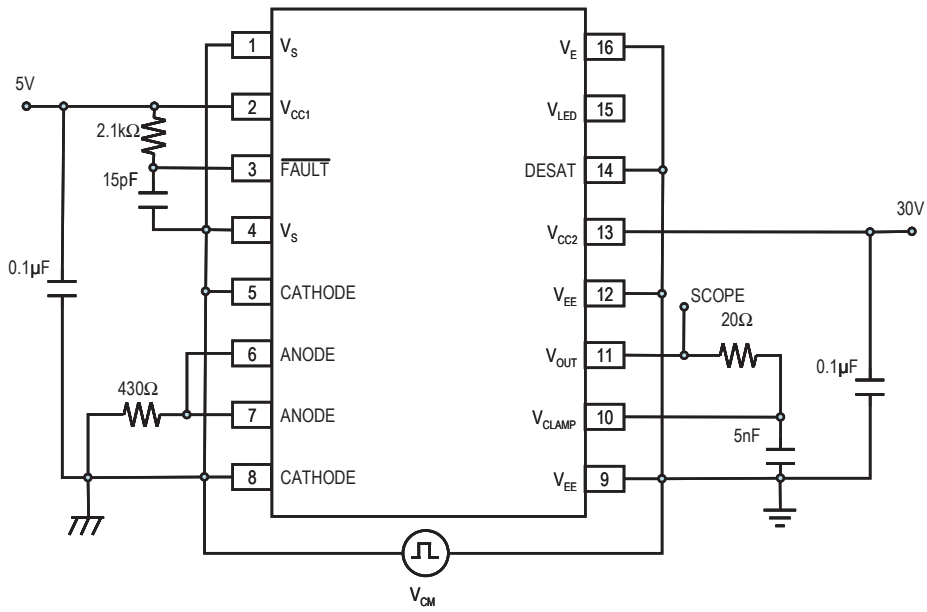 1 V_S V_E 16
5V
2 V_CC1 V_LED 15
2.1kΩ
3 FAULT DESAT 14
15pF
30V
4 V_S V_CC2 13
0.1µF
5 CATHODE V_EE 12
SCOPE
20Ω
6 ANODE V_OUT 11
0.1µF
430Ω
7 ANODE V_CLAMP 10
5nF
8 CATHODE V_EE 9
V_CM